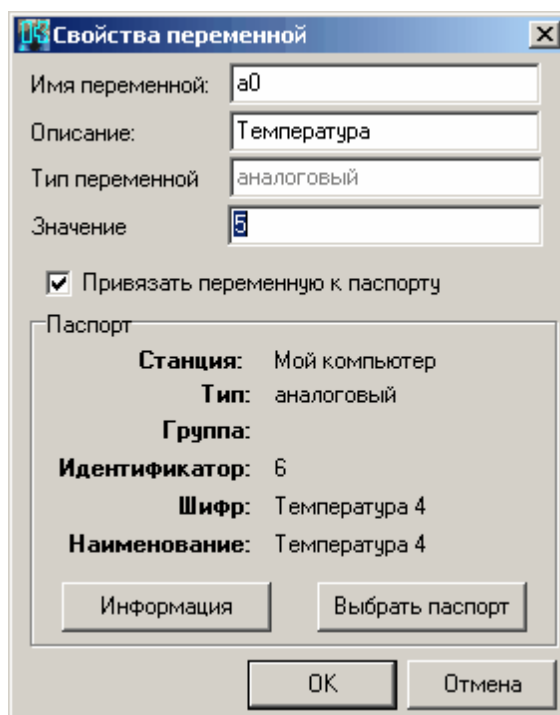 Свойства переменной
Имя переменной: a0
Описание: Температура
Тип переменной аналоговый
Значение 5
Привязать переменную к паспорту
Паспорт
Станция: Мой компьютер
Тип: аналоговый
Группа:
Идентификатор: 6
Шифр: Температура 4
Наименование: Температура 4
Информация Выбрать паспорт
OK Отмена